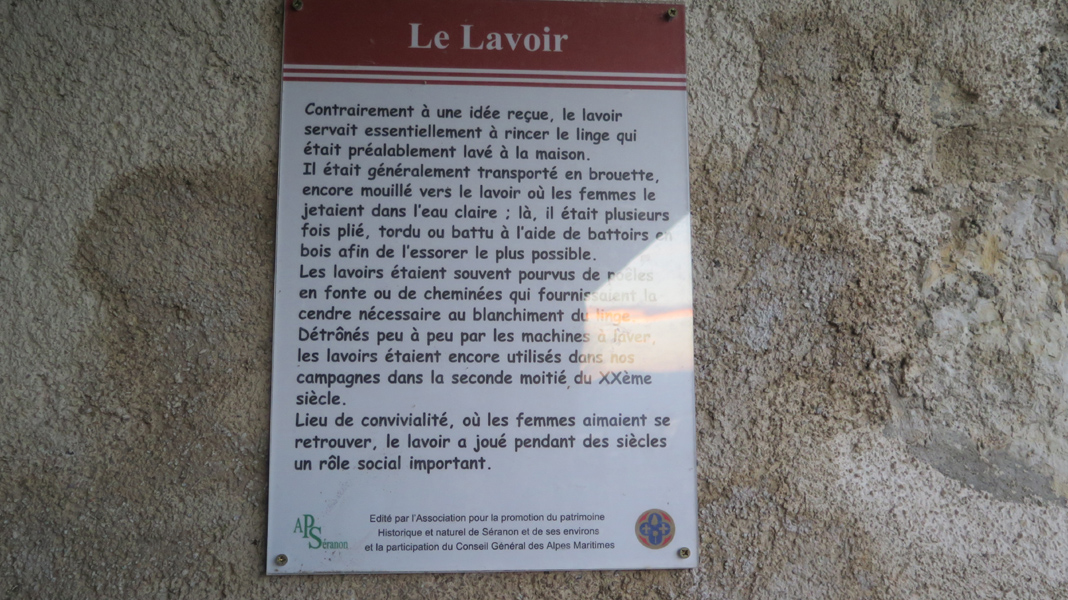 Le Lavoir
Contrairement à une idée reçue, le lavoir
servait essentiellement à rincer le linge qui
était préalablement lavé à la maison.
Il était généralement transporté en brouette,
encore mouillé vers le lavoir où les femmes le
jetaient dans l'eau claire ; là, il était plusieurs
fois plié, tordu ou battu à l'aide de battoirs en
bois afin de l'essorer le plus possible.
Les lavoirs étaient souvent pourvus de poêles
en fonte ou de cheminées qui fournissaient la
cendre nécessaire au blanchiment du linge.
Détrônés peu à peu par les machines à laver,
les lavoirs étaient encore utilisés dans nos
campagnes dans la seconde moitié du XXème
siècle.
Lieu de convivialité, où les femmes aimaient se
retrouver, le lavoir a joué pendant des siècles
un rôle social important.
APSéranon
Edité par l'Association pour la promotion du patrimoine
Historique et naturel de Séranon et de ses environs
et la participation du Conseil Général des Alpes Maritimes